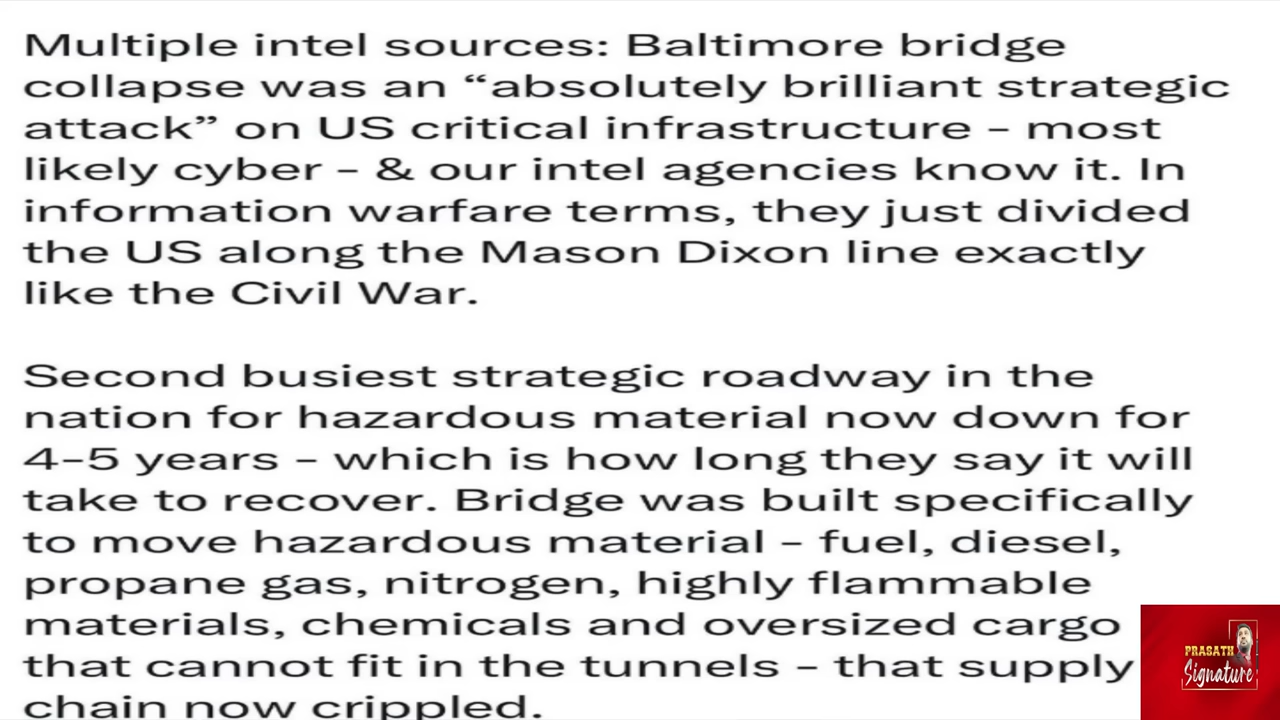 Multiple intel sources: Baltimore bridge
collapse was an “absolutely brilliant strategic
attack” on US critical infrastructure – most
likely cyber – & our intel agencies know it. In
information warfare terms, they just divided
the US along the Mason Dixon line exactly
like the Civil War.
Second busiest strategic roadway in the
nation for hazardous material now down for
4–5 years – which is how long they say it will
take to recover. Bridge was built specifically
to move hazardous material – fuel, diesel,
propane gas, nitrogen, highly flammable
materials, chemicals and oversized cargo
that cannot fit in the tunnels – that supply
chain now crippled.
PRASATH
Signature